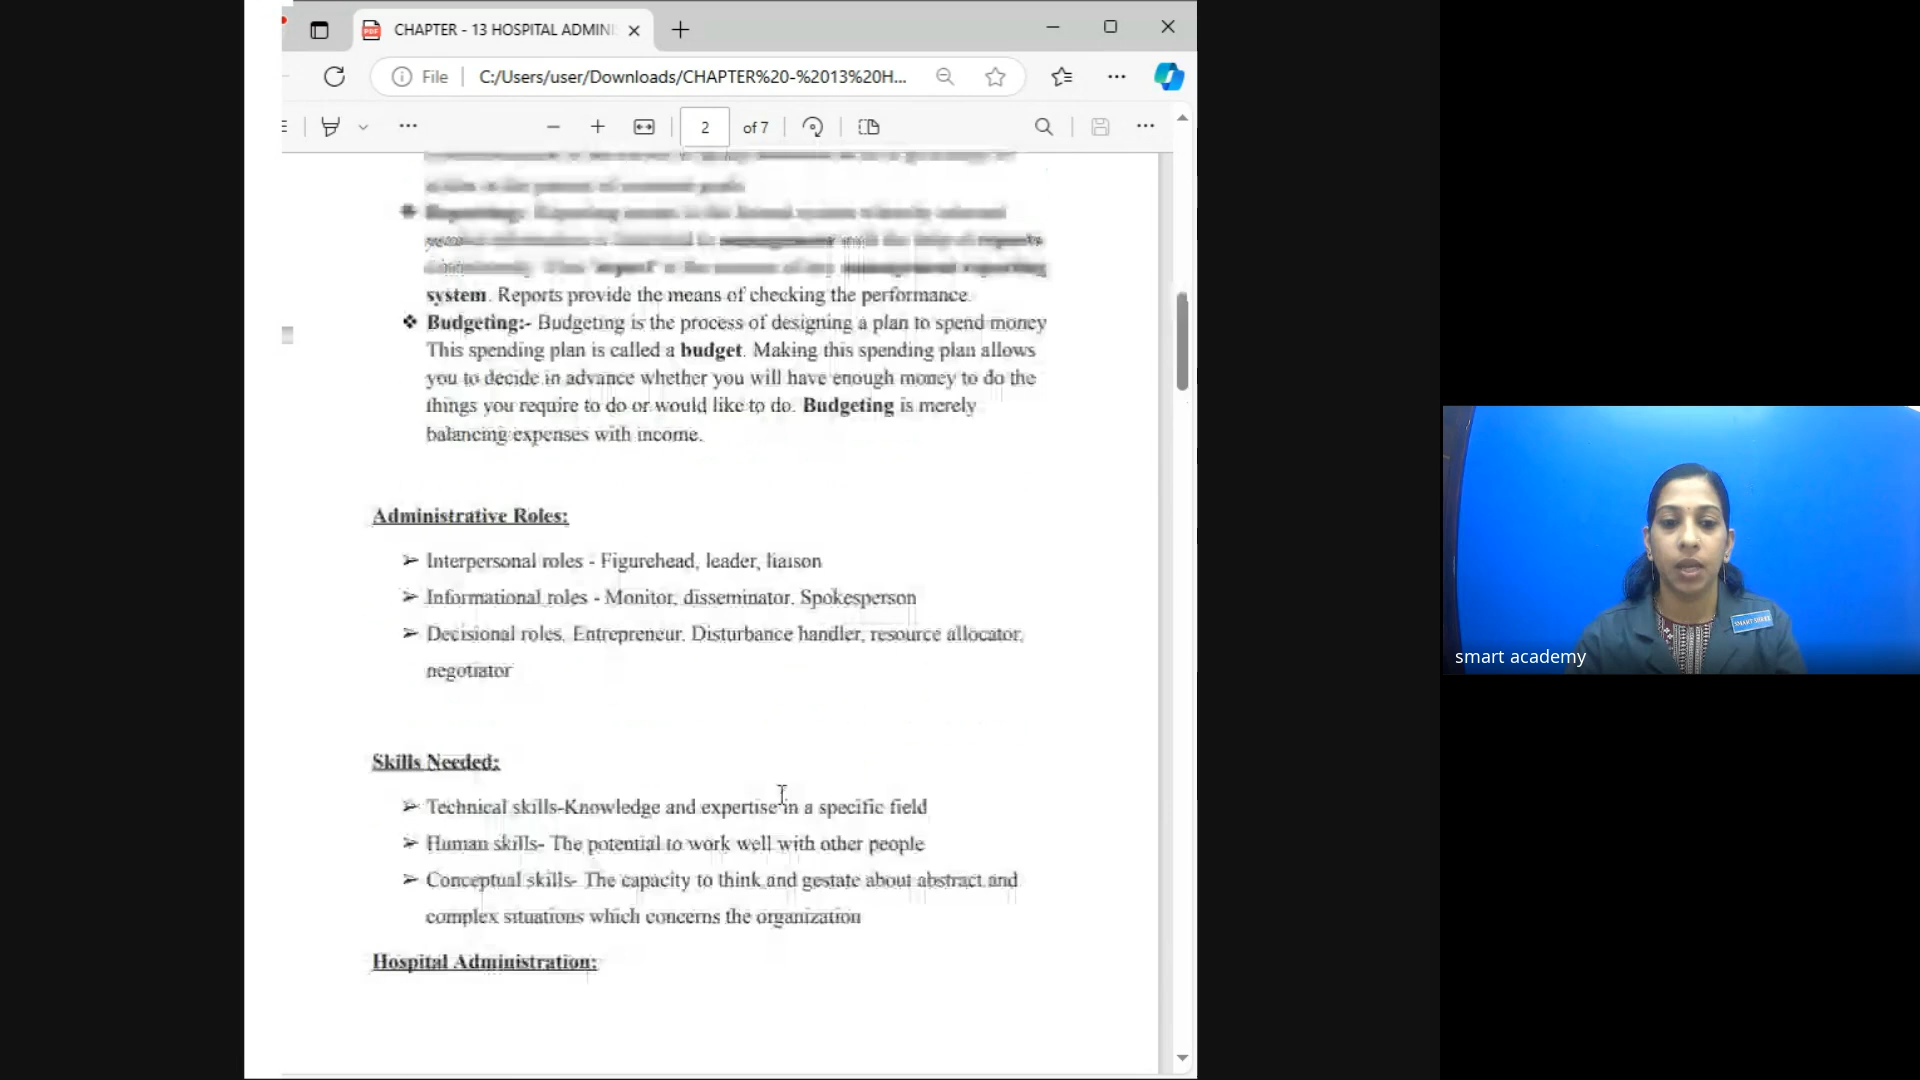 CHAPTER - 13 HOSPITAL ADMIN
File
C:/Users/user/Downloads/CHAPTER%20-%2013%20H...
2 of 7
system. Reports provide the means of checking the performance.
❖ Budgeting:- Budgeting is the process of designing a plan to spend money
This spending plan is called a budget. Making this spending plan allows
you to decide in advance whether you will have enough money to do the
things you require to do or would like to do. Budgeting is merely
balancing expenses with income.
Administrative Roles:
➢ Interpersonal roles - Figurehead, leader, liaison
➢ Informational roles - Monitor, disseminator. Spokesperson
➢ Decisional roles. Entrepreneur. Disturbance handler, resource allocator,
negotiator
Skills Needed:
➢ Technical skills-Knowledge and expertise in a specific field
➢ Human skills- The potential to work well with other people
➢ Conceptual skills- The capacity to think and gestate about abstract and
complex situations which concerns the organization
Hospital Administration:
smart academy